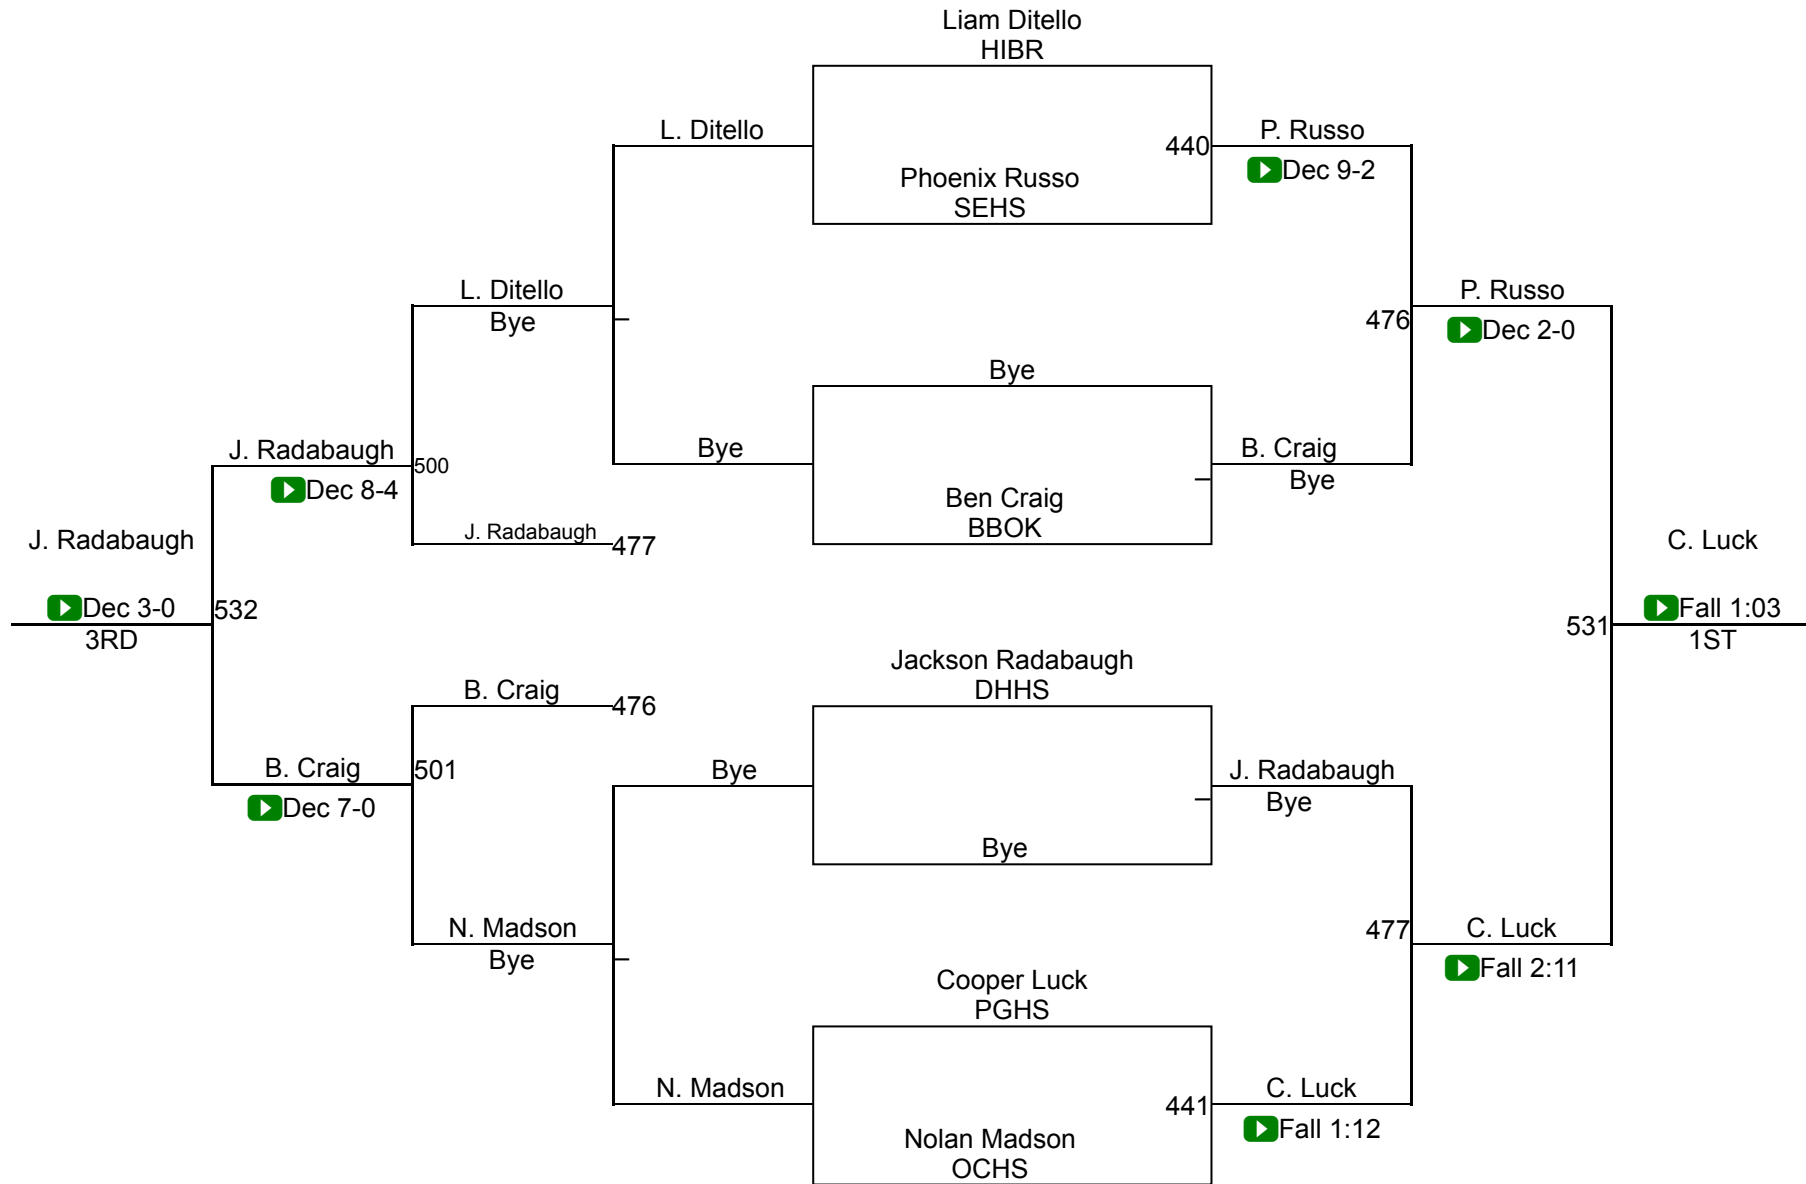 Liam Ditello
HIBR
L. Ditello
440
P. Russo
Dec 9-2
Phoenix Russo
SEHS
L. Ditello
Bye
P. Russo
476
Dec 2-0
Bye
J. Radabaugh
500
Dec 8-4
Bye
B. Craig
Bye
Ben Craig
BBOK
J. Radabaugh
477
J. Radabaugh
C. Luck
Dec 3-0
532
3RD
Fall 1:03
531
1ST
Jackson Radabaugh
DHHS
B. Craig
476
B. Craig
501
Dec 7-0
Bye
J. Radabaugh
Bye
Bye
N. Madson
Bye
477
C. Luck
Fall 2:11
Cooper Luck
PGHS
N. Madson
441
C. Luck
Fall 1:12
Nolan Madson
OCHS